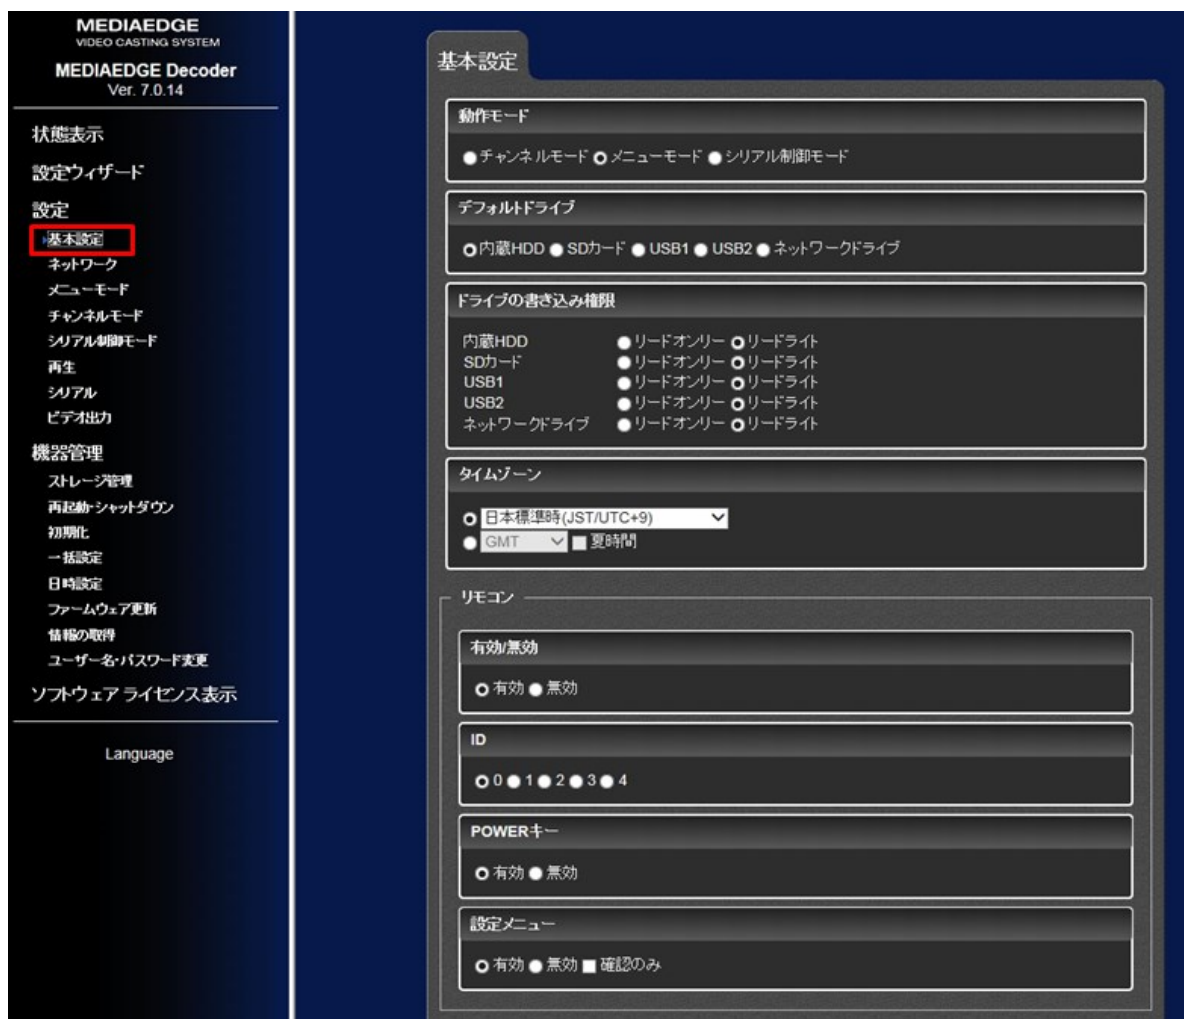 MEDIAEDGE
VIDEO CASTING SYSTEM
MEDIAEDGE Decoder
Ver. 7.0.14
状態表示
設定ウィザード
設定
基本設定
ネットワーク
メニューモード
チャンネルモード
シリアル制御モード
再生
シリアル
ビデオ出力
機器管理
ストレージ管理
再起動・シャットダウン
初期化
一括設定
日時設定
ファームウェア更新
情報の取得
ユーザー名・パスワード変更
ソフトウェア ライセンス表示
Language
基本設定
動作モード
チャンネルモード メニューモード シリアル制御モード
デフォルトドライブ
内蔵HDD SDカード USB1 USB2 ネットワークドライブ
ドライブの書き込み権限
内蔵HDD リードオンリー リードライト
SDカード リードオンリー リードライト
USB1 リードオンリー リードライト
USB2 リードオンリー リードライト
ネットワークドライブ リードオンリー リードライト
タイムゾーン
日本標準時(JST/UTC+9)
GMT 夏時間
リモコン
有効/無効
有効 無効
ID
0 1 2 3 4
POWERキー
有効 無効
設定メニュー
有効 無効 確認のみ